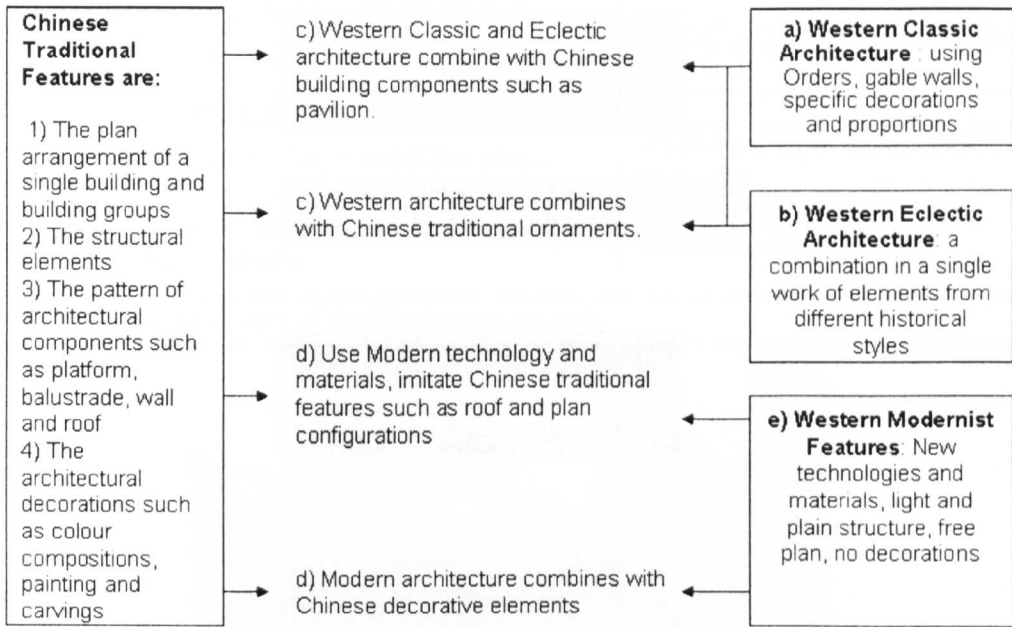 Chinese
Traditional
Features are:
1) The plan
arrangement of a
single building and
building groups
2) The structural
elements
3) The pattern of
architectural
components such
as platform,
balustrade, wall
and roof
4) The
architectural
decorations such
as colour
compositions,
painting and
carvings
c) Western Classic and Eclectic
architecture combine with Chinese
building components such as
pavilion.
c) Western architecture combines
with Chinese traditional ornaments.
d) Use Modern technology and
materials, imitate Chinese traditional
features such as roof and plan
configurations
d) Modern architecture combines with
Chinese decorative elements
a) Western Classic
Architecture : using
Orders, gable walls,
specific decorations
and proportions
b) Western Eclectic
Architecture: a
combination in a single
work of elements from
different historical
styles
e) Western Modernist
Features: New
technologies and
materials, light and
plain structure, free
plan, no decorations